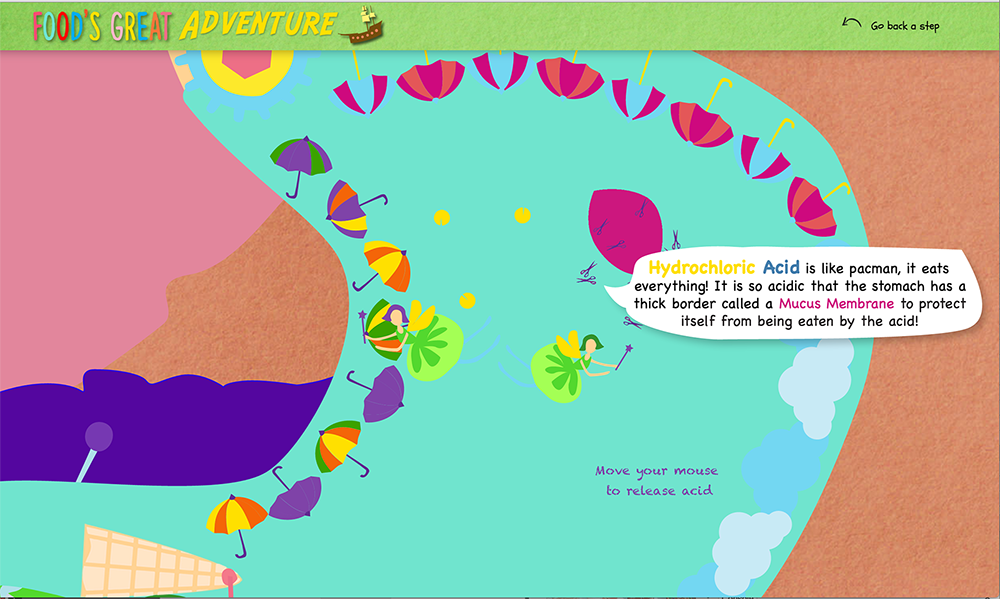 FOOD'S GREAT ADVENTURE
Go back a step
Hydrochloric Acid is like pacman, it eats
everything! It is so acidic that the stomach has a
thick border called a Mucus Membrane to protect
itself from being eaten by the acid!
Move your mouse
to release acid